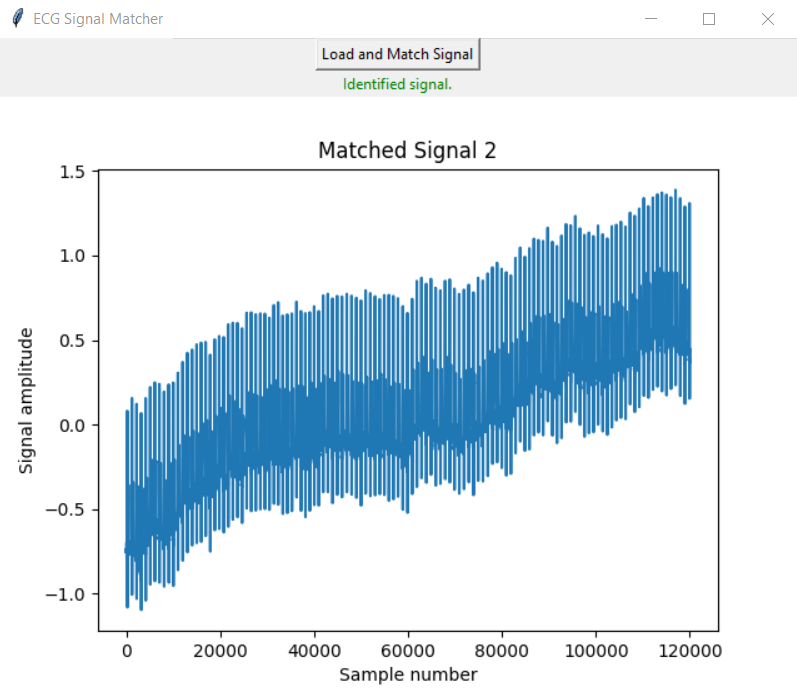 ECG Signal Matcher
Load and Match Signal
Identified signal.
Matched Signal 2
1.5
1.0
0.5
0.0
−0.5
−1.0
Signal amplitude
0 20000 40000 60000 80000 100000 120000
Sample number